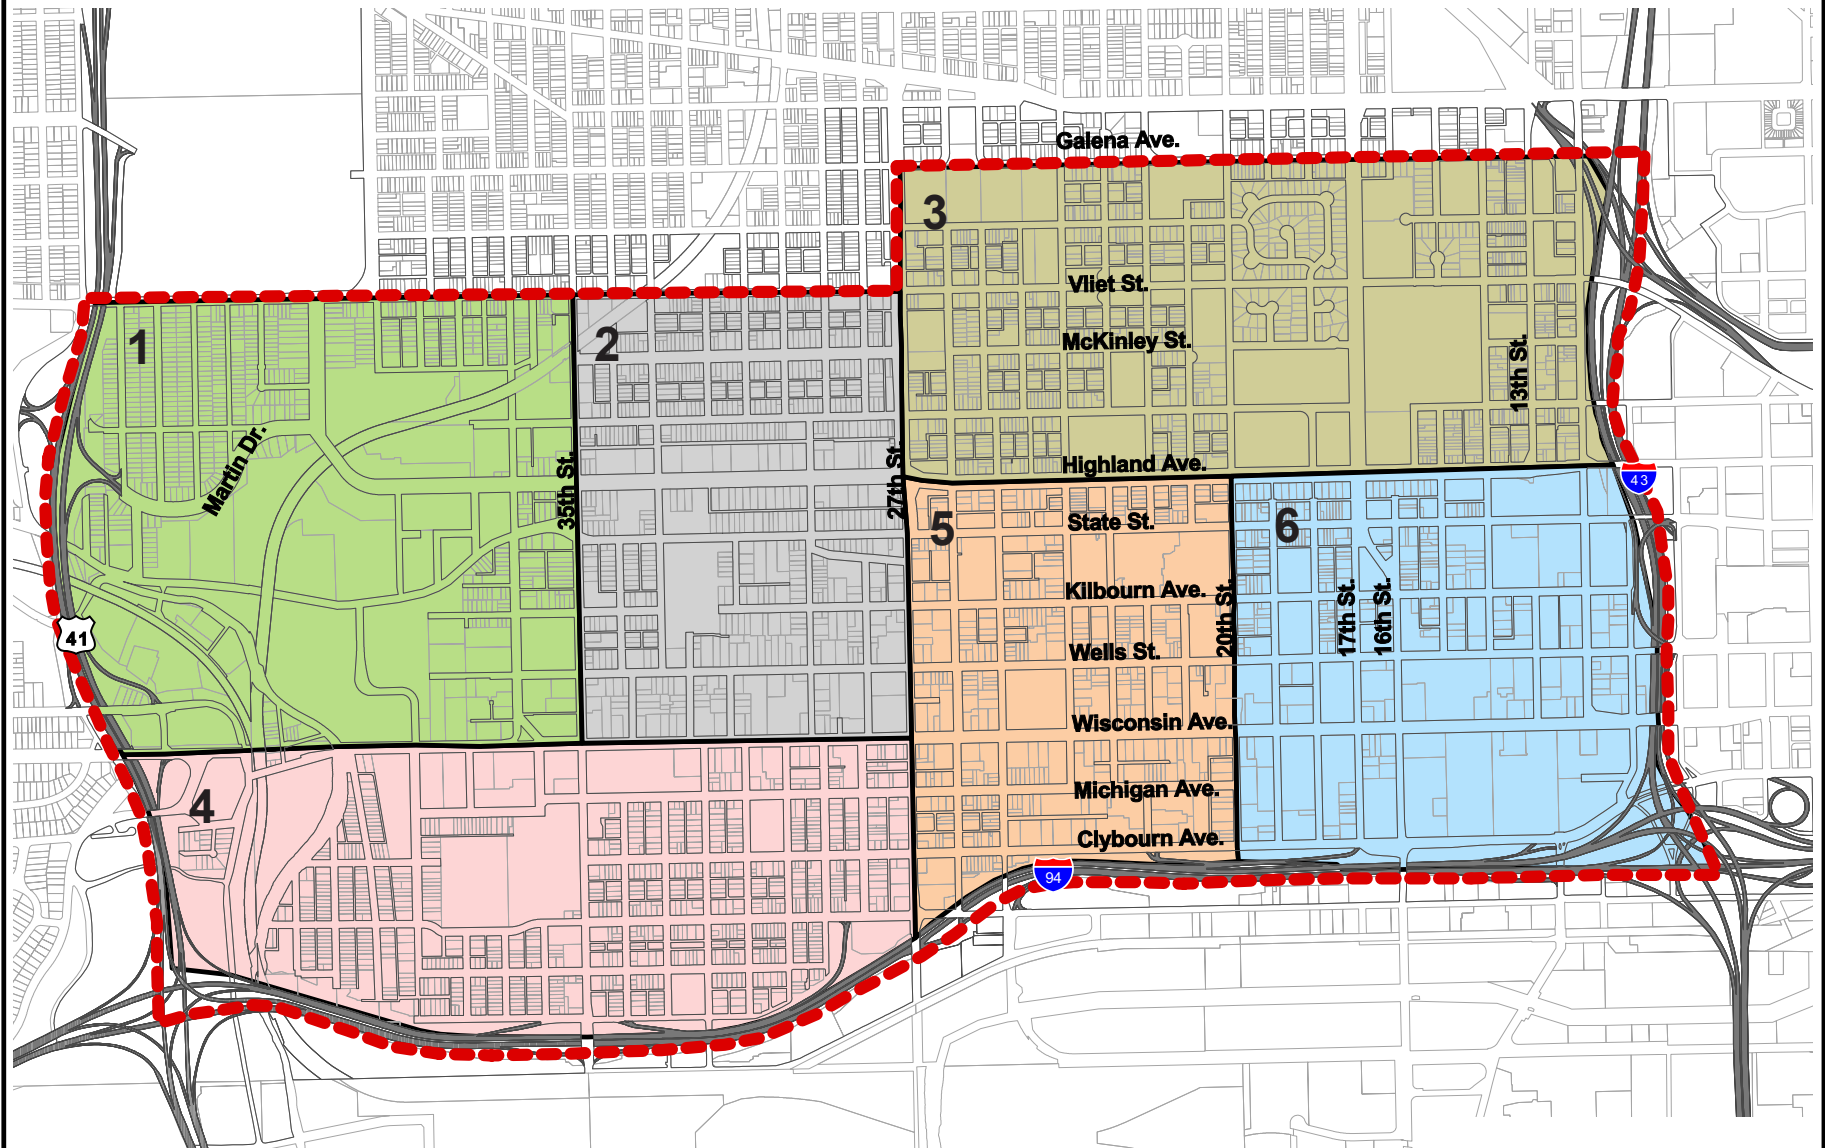 Galena Ave.
3
Vliet St.
1
2
McKinley St.
13th St.
Martin Dr.
35th St.
27th St.
Highland Ave.
43
5
State St.
6
Kilbourn Ave.
20th St.
17th St.
16th St.
41
Wells St.
Wisconsin Ave.
4
Michigan Ave.
Clybourn Ave.
94